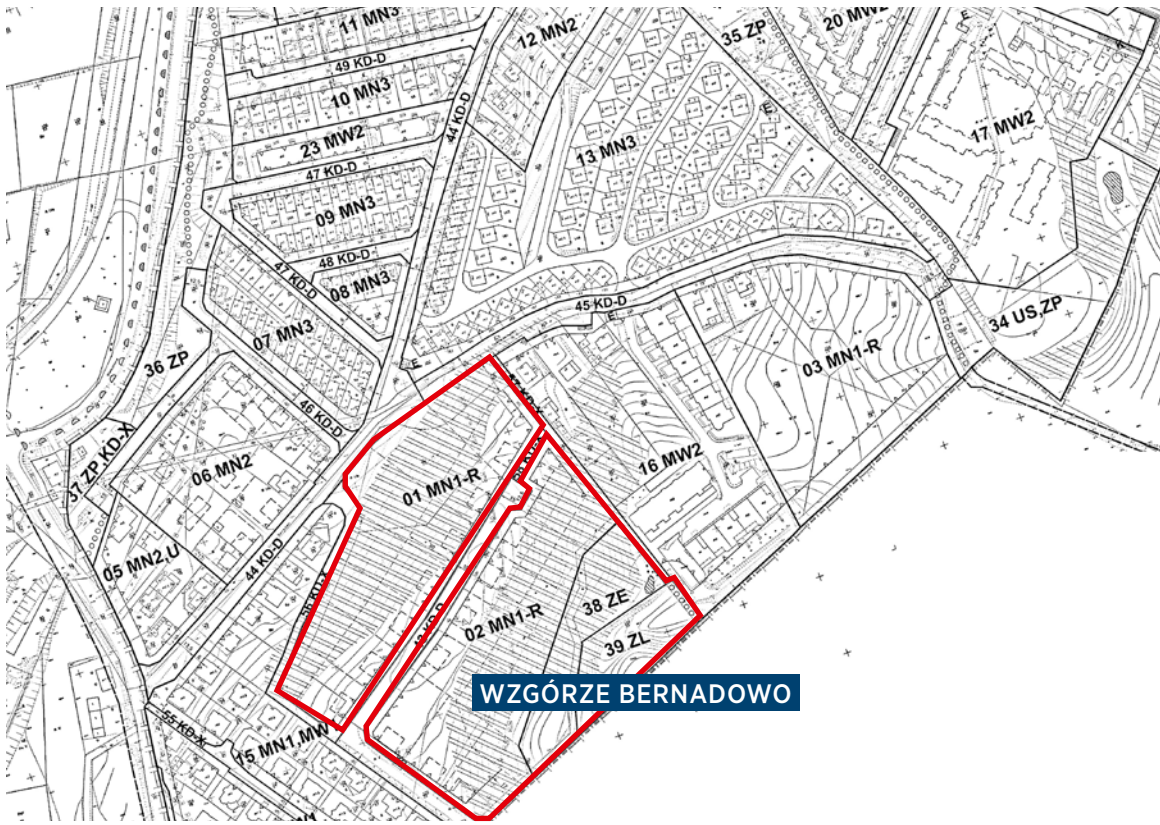 11 MN3
12 MN2
35 ZP
20 MW2
49 KD-D
10 MN3
44 KD-D
23 MW2
17 MW2
13 MN3
47 KD-D
09 MN3
48 KD-D
47 KD-D
08 MN3
45 KD-D
07 MN3
34 US,ZP
36 ZP
03 MN1-R
46 KD-D
37 ZP,KD-X
06 MN2
16 MW2
01 MN1-R
05 MN2,U
44 KD-D
56 KD-X
38 ZE
02 MN1-R
39 ZL
WZGÓRZE BERNADOWO
55 KD-X
15 MN1,MW